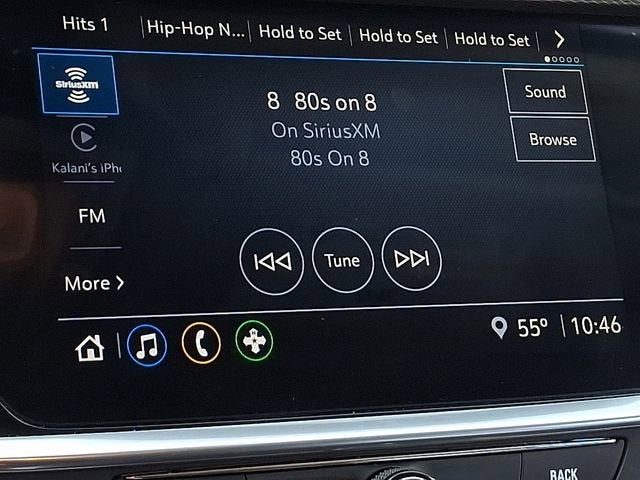 Hits 1 Hip-Hop N... Hold to Set Hold to Set Hold to Set
SiriusXM
8 80s on 8
Sound
On SiriusXM
Browse
80s On 8
Kalani's iPh
FM
Tune
More
55° 10:46
BACK